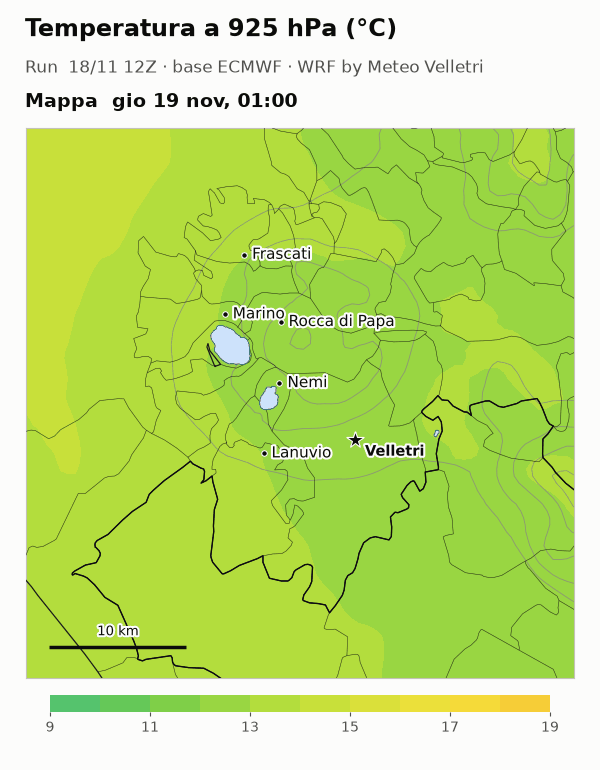 Temperatura a 925 hPa (°C)
Run  18/11 12Z · base ECMWF · WRF by Meteo Velletri
Mappa  gio 19 nov, 01:00
Frascati
Marino
Rocca di Papa
Nemi
Velletri
Lanuvio
10 km
9 11 13 15 17 19